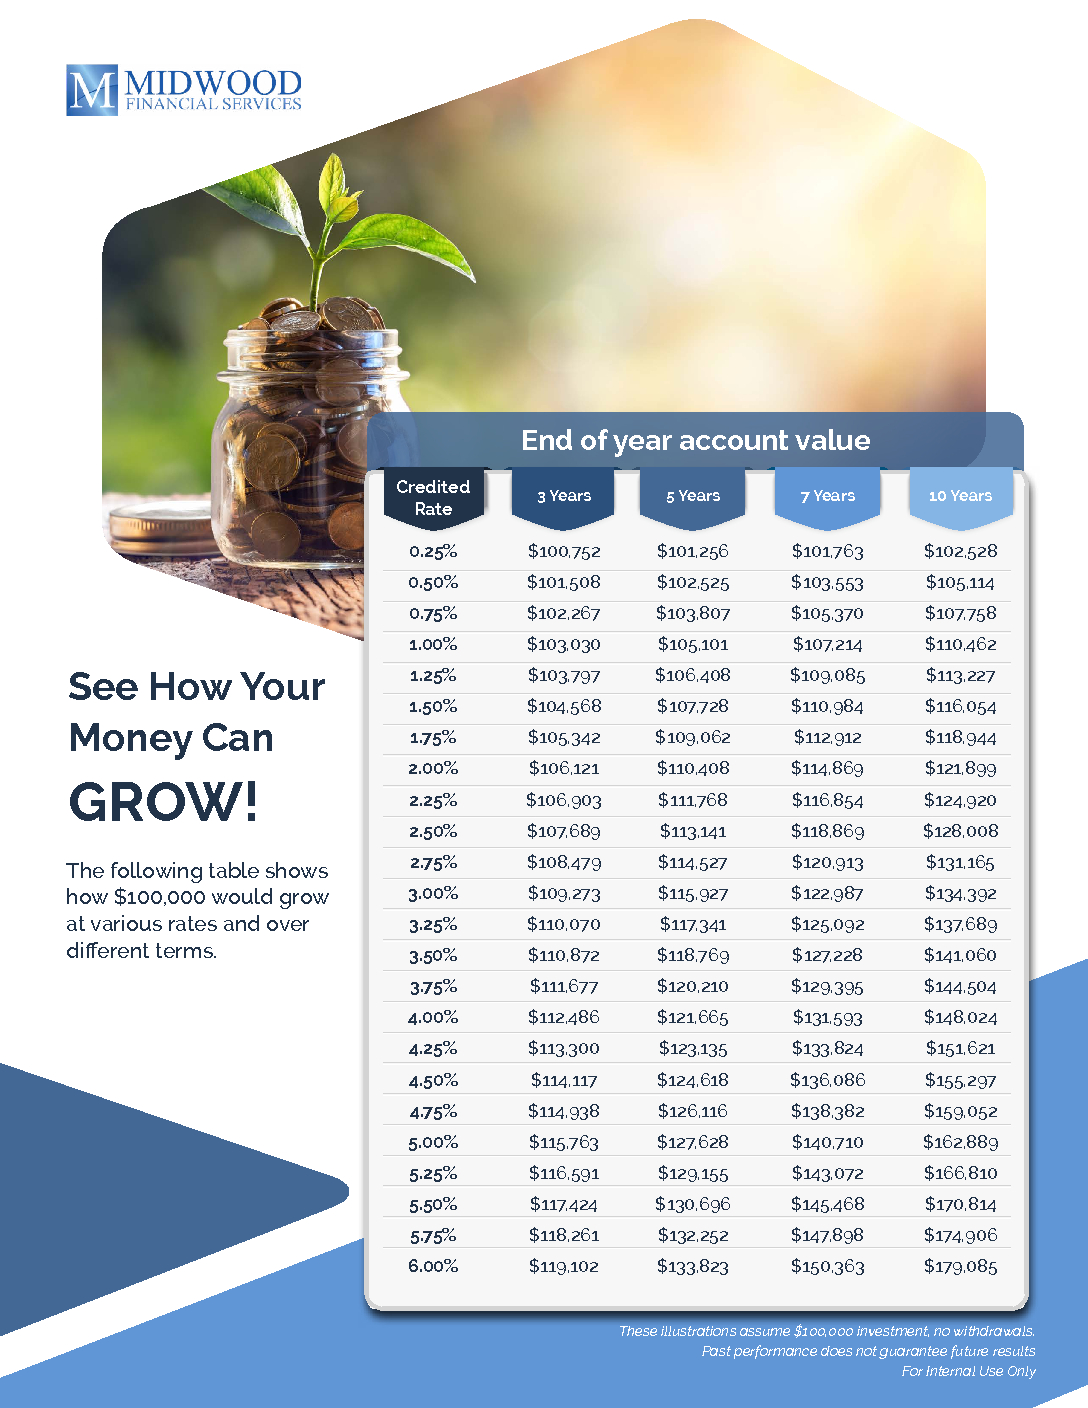 M MIDWOOD
FINANCIAL SERVICES
See How Your
Money Can
GROW!
The following table shows
how $100,000 would grow
at various rates and over
different terms.
End of year account value
Credited
Rate
3 Years
5 Years
7 Years
10 Years
0.25% $100,752 $101,256 $101,763 $102,528
0.50% $101,508 $102,525 $103,553 $105,114
0.75% $102,267 $103,807 $105,370 $107,758
1.00% $103,030 $105,101 $107,214 $110,462
1.25% $103,797 $106,408 $109,085 $113,227
1.50% $104,568 $107,728 $110,984 $116,054
1.75% $105,342 $109,062 $112,912 $118,944
2.00% $106,121 $110,408 $114,869 $121,899
2.25% $106,903 $111,768 $116,854 $124,920
2.50% $107,689 $113,141 $118,869 $128,008
2.75% $108,479 $114,527 $120,913 $131,165
3.00% $109,273 $115,927 $122,987 $134,392
3.25% $110,070 $117,341 $125,092 $137,689
3.50% $110,872 $118,769 $127,228 $141,060
3.75% $111,677 $120,210 $129,395 $144,504
4.00% $112,486 $121,665 $131,593 $148,024
4.25% $113,300 $123,135 $133,824 $151,621
4.50% $114,117 $124,618 $136,086 $155,297
4.75% $114,938 $126,116 $138,382 $159,052
5.00% $115,763 $127,628 $140,710 $162,889
5.25% $116,591 $129,155 $143,072 $166,810
5.50% $117,424 $130,696 $145,468 $170,814
5.75% $118,261 $132,252 $147,898 $174,906
6.00% $119,102 $133,823 $150,363 $179,085
These illustrations assume $100,000 investment, no withdrawals.
Past performance does not guarantee future results
For Internal Use Only